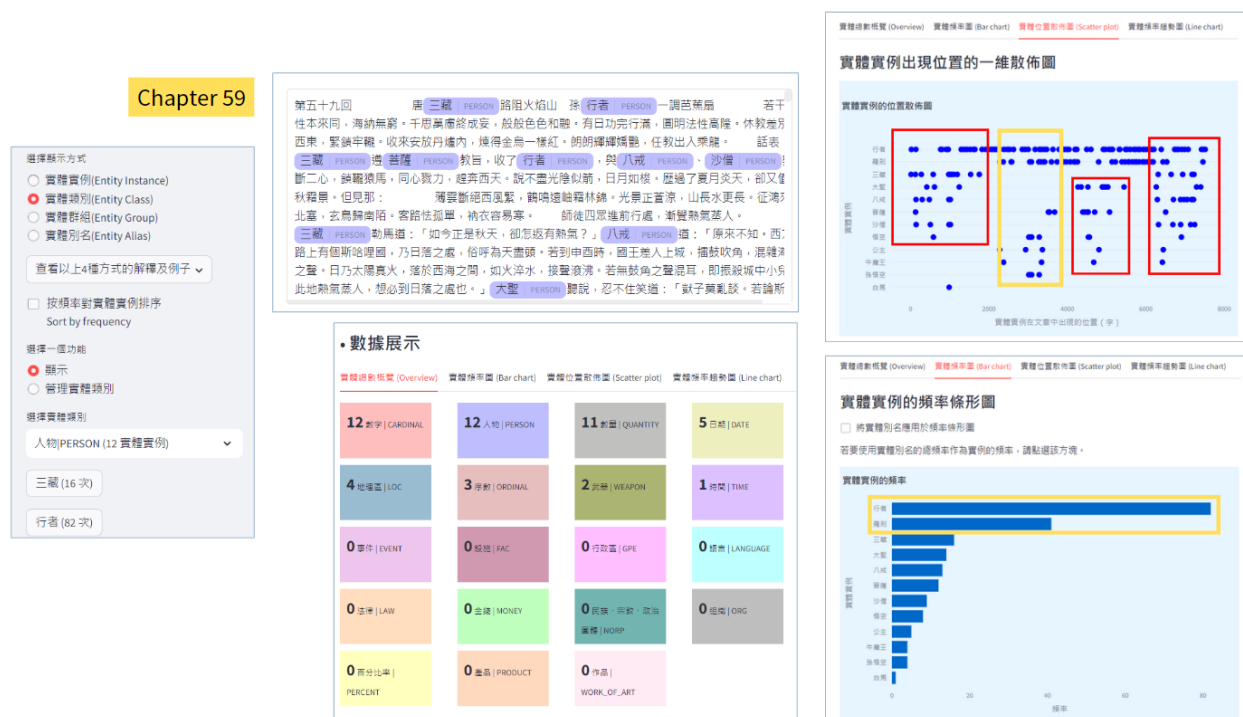 Chapter 59
選擇顯示方式
實體實例(Entity Instance)
實體類別(Entity Class)
實體群組(Entity Group)
實體別名(Entity Alias)
查看以上4種方式的解釋及例子
按頻率對實體實例排序
Sort by frequency
選擇一個功能
顯示
管理實體類別
選擇實體類別
人物|PERSON (12 實體實例)
三藏 (16 次)
行者 (82 次)
第五十九回 唐 三藏 | PERSON 路阻火焰山 孫 行者 PERSON 一調芭蕉扇 若干
性本來同，海納無窮。千思萬慮終成妄，般般色色和融。有日功完行滿，圓明法性高隆。休教差別
西東，緊鎖牢韁。收來安放丹爐內，煉得金烏一樣紅。朗朗輝輝嬌艷，任教出入乘龍。 話表
三藏 | PERSON 遵 菩薩 | PERSON 教旨，收了 行者 | PERSON ，與 八戒 | PERSON 、 沙僧 | PERSON
斷二心，鎖韁猿馬，同心戮力，趕奔西天。說不盡光陰似箭，日月如梭。歷過了夏月炎天，卻又值
秋霜景。但見那： 薄雲斷絕西風緊，鶴鳴遠岫霜林錦。光景正蒼涼，山長水更長。征鴻
北塞，玄鳥歸南陌。客路怯孤單，衲衣容易寒。 師徒四眾進前行處，漸覺熱氣蒸人。
三藏 | PERSON 勒馬道：「如今正是秋天，卻怎返有熱氣？」 八戒 | PERSON 道：「原來不知。西
路上有個斯哈哩國，乃日落之處，俗呼為天盡頭。若到申酉時，國王差人上城，擂鼓吹角，混雜海
之聲。日乃太陽真火，落於西海之間，如火淬水，接聲滾沸。若無鼓角之聲混耳，即振殺城中小兒
此地熱氣蒸人，想必到日落之處也。」 大聖 | PERSON 聽說，忍不住笑道：「獃子莫亂談。若論斯
• 數據展示
實體總數概覽 (Overview) 實體頻率圖 (Bar chart) 實體位置散佈圖 (Scatter plot) 實體頻率趨勢圖 (Line chart)
12 數字 | CARDINAL 12 人物 | PERSON 11 數量 | QUANTITY 5 日期 | DATE
4 地理區 | LOC 3 序數 | ORDINAL 2 武器 | WEAPON 1 時間 | TIME
0 事件 | EVENT 0 設施 | FAC 0 行政區 | GPE 0 語言 | LANGUAGE
0 法律 | LAW 0 金錢 | MONEY 0 民族、宗教、政治 團體 | NORP 0 組織 | ORG
0 百分比率 | PERCENT 0 產品 | PRODUCT 0 作品 | WORK_OF_ART
實體總數概覽 (Overview) 實體頻率圖 (Bar chart) 實體位置散佈圖 (Scatter plot) 實體頻率趨勢圖 (Line chart)
實體實例出現位置的一維散佈圖
實體實例的位置散佈圖
實體實例
行者
羅剎
三藏
大聖
八戒
菩薩
沙僧
悟空
公主
牛魔王
孫悟空
白馬
0 2000 4000 6000 8000
實體實例在文章中出現的位置 ( 字 )
實體總數概覽 (Overview) 實體頻率圖 (Bar chart) 實體位置散佈圖 (Scatter plot) 實體頻率趨勢圖 (Line chart)
實體實例的頻率條形圖
將實體別名應用於頻率條形圖
若要使用實體別名的總頻率作為實例的頻率，請點選該方塊。
實體實例的頻率
實體實例
行者
羅剎
三藏
大聖
八戒
菩薩
沙僧
悟空
公主
牛魔王
孫悟空
白馬
0 20 40 60 80
頻率